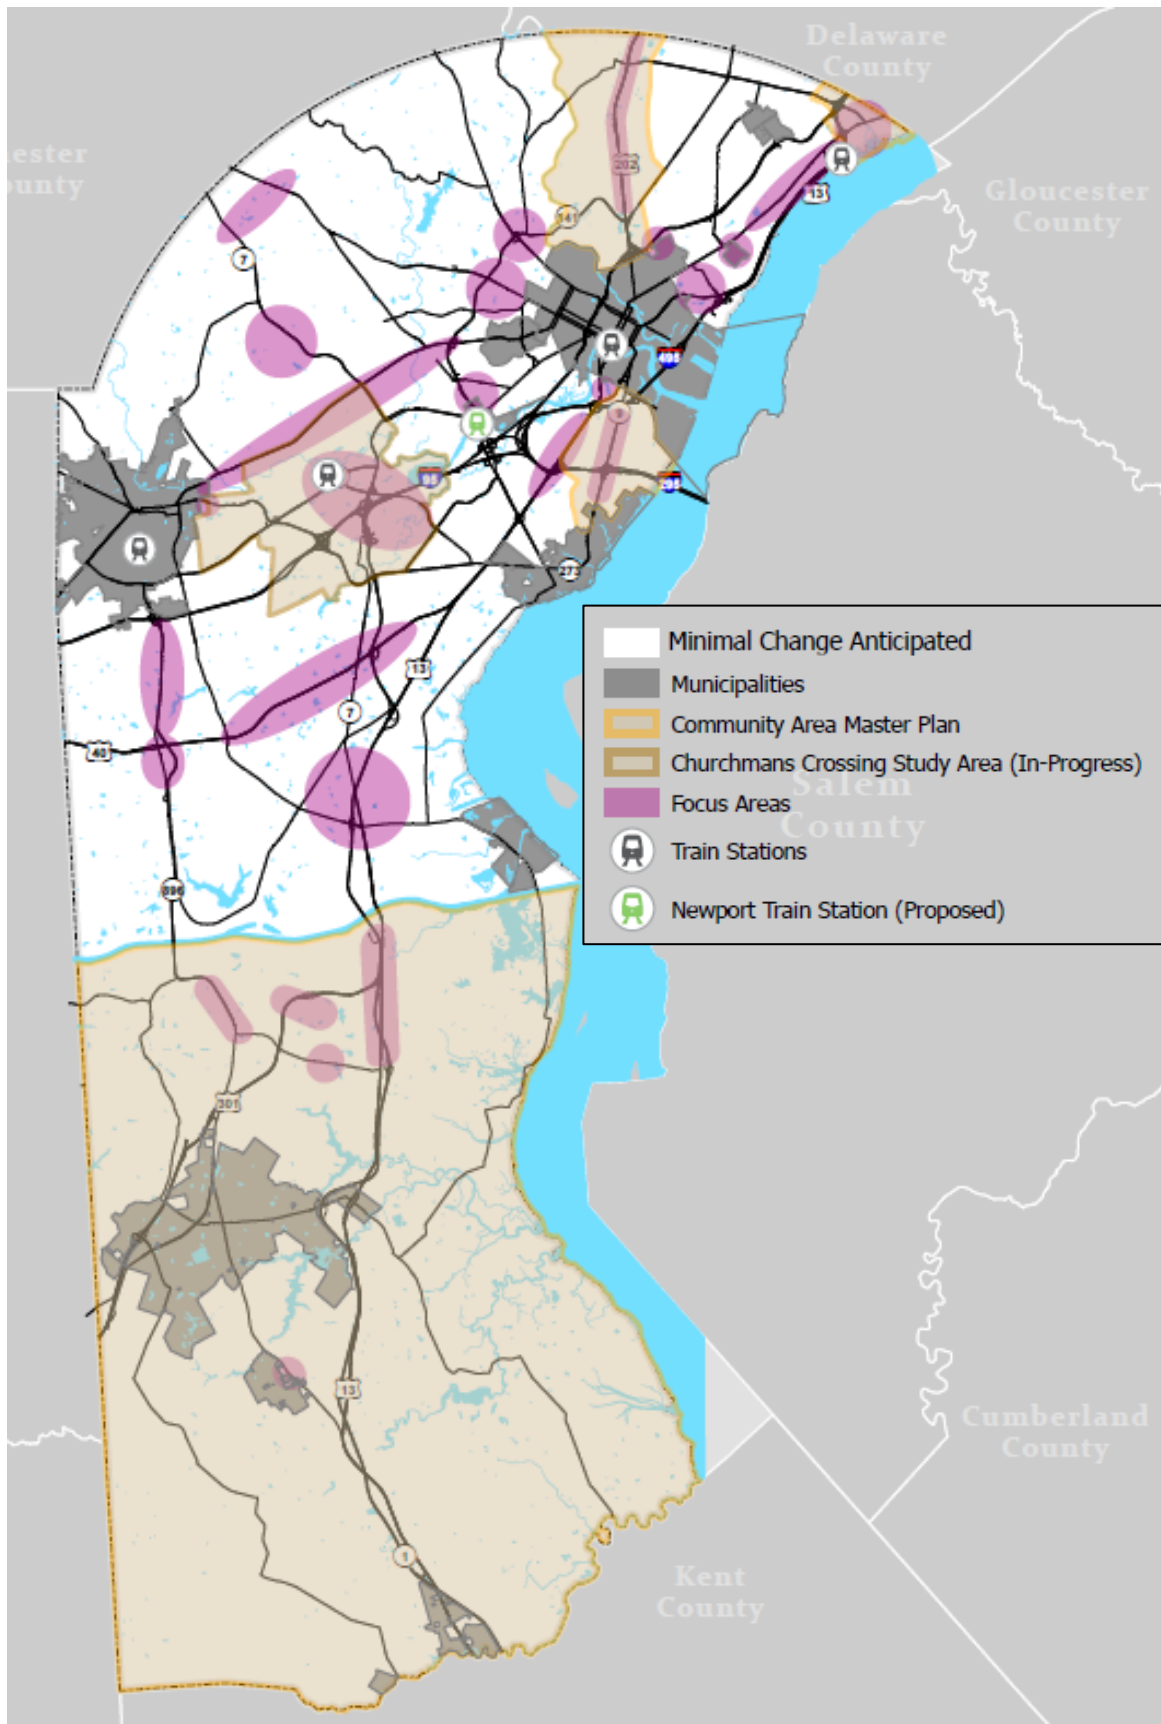 Delaware
County
ester
ounty
202
13
Gloucester
County
141
7
495
9
95
295
273
Minimal Change Anticipated
Municipalities
Community Area Master Plan
Churchmans Crossing Study Area (In-Progress)
Focus Areas
Train Stations
Newport Train Station (Proposed)
13
7
40
Salem
County
896
301
13
Cumberland
County
1
Kent
County